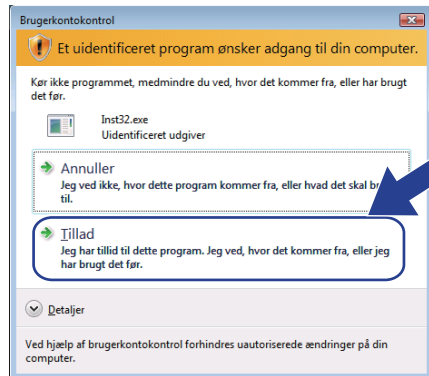 Brugerkontokontrol
Et uidentificeret program ønsker adgang til din computer.
Kør ikke programmet, medmindre du ved, hvor det kommer fra, eller har brugt
det før.
Inst32.exe
Uidentificeret udgiver
Annuller
Jeg ved ikke, hvor dette program kommer fra, eller hvad det skal
til.
Tillad
Jeg har tillid til dette program. Jeg ved, hvor det kommer fra, eller jeg
har brugt det før.
Detaljer
Ved hjælp af brugerkontokontrol forhindres uautoriserede ændringer på din
computer.